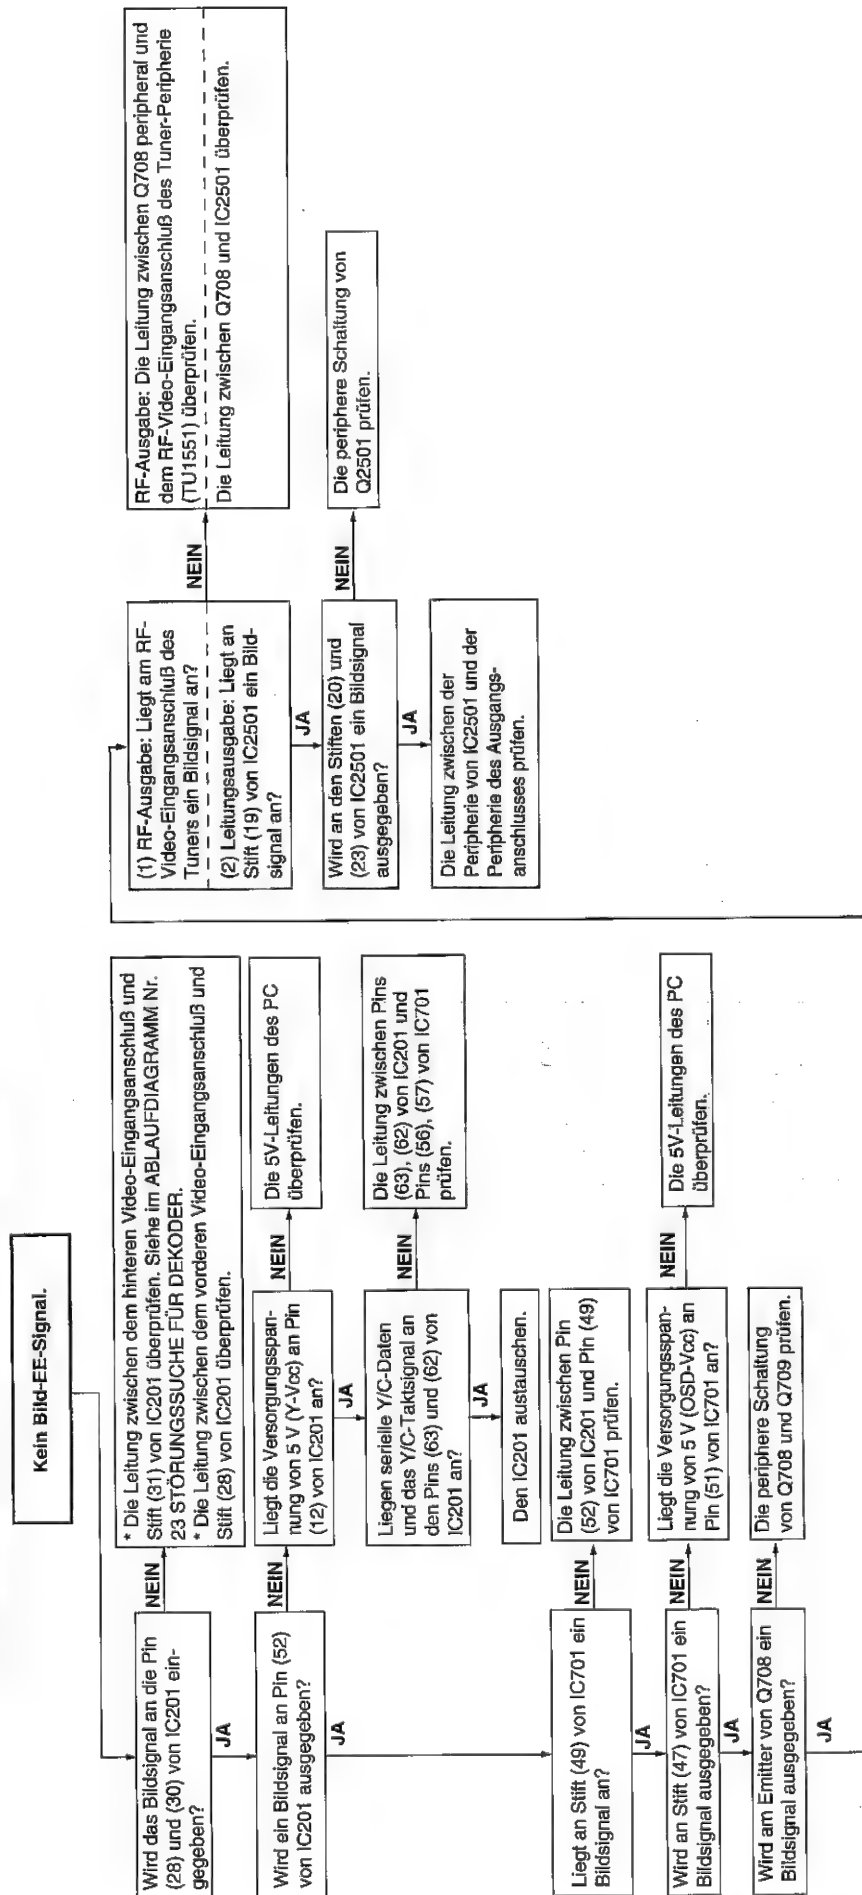 Kein Bild-EE-Signal.
Wird das Bildsignal an die Pin
(28) und (30) von IC201 ein-
gegeben?
NEIN
* Die Leitung zwischen dem hinteren Video-Eingangsanschluß und
Stift (31) von IC201 überprüfen. Siehe im ABLAUFDIAGRAMM Nr.
23 STÖRUNGSSUCHE FÜR DEKODER.
* Die Leitung zwischen dem vorderen Video-Eingangsanschluß und
Stift (28) von IC201 überprüfen.
JA
Wird ein Bildsignal an Pin (52)
von IC201 ausgegeben?
NEIN
Liegt die Versorgungsspan-
nung von 5 V (Y-Vcc) an Pin
(12) von IC201 an?
NEIN
Die 5V-Leitungen des PC
überprüfen.
JA
Liegen serielle Y/C-Daten
und das Y/C-Taktsignal an
den Pins (63) und (62) von
IC201 an?
NEIN
Die Leitung zwischen Pins
(63), (62) von IC201 und
Pins (56), (57) von IC701
prüfen.
JA
Den IC201 austauschen.
JA
Liegt an Stift (49) von IC701 ein
Bildsignal an?
NEIN
Die Leitung zwischen Pin
(52) von IC201 und Pin (49)
von IC701 prüfen.
JA
Wird an Stift (47) von IC701 ein
Bildsignal ausgegeben?
NEIN
Liegt die Versorgungsspan-
nung von 5 V (OSD-Vcc) an
Pin (51) von IC701 an?
NEIN
Die 5V-Leitungen des PC
überprüfen.
JA
Wird am Emitter von Q708 ein
Bildsignal ausgegeben?
NEIN
Die periphere Schaltung
von Q708 und Q709 prüfen.
JA
(1) RF-Ausgabe: Liegt am RF-
Video-Eingangsanschluß des
Tuners ein Bildsignal an?
(2) Leitungsausgabe: Liegt an
Stift (19) von IC2501 ein Bild-
signal an?
NEIN
RF-Ausgabe: Die Leitung zwischen Q708 peripheral und
dem RF-Video-Eingangsanschluß des Tuner-Peripherie
(TU1551) überprüfen.
Die Leitung zwischen Q708 und IC2501 überprüfen.
JA
Wird an den Stiften (20) und
(23) von IC2501 ein Bildsignal
ausgegeben?
NEIN
Die periphere Schaltung von
Q2501 prüfen.
JA
Die Leitung zwischen der
Peripherie von IC2501 und der
Peripherie des Ausgangs-
anschlusses prüfen.